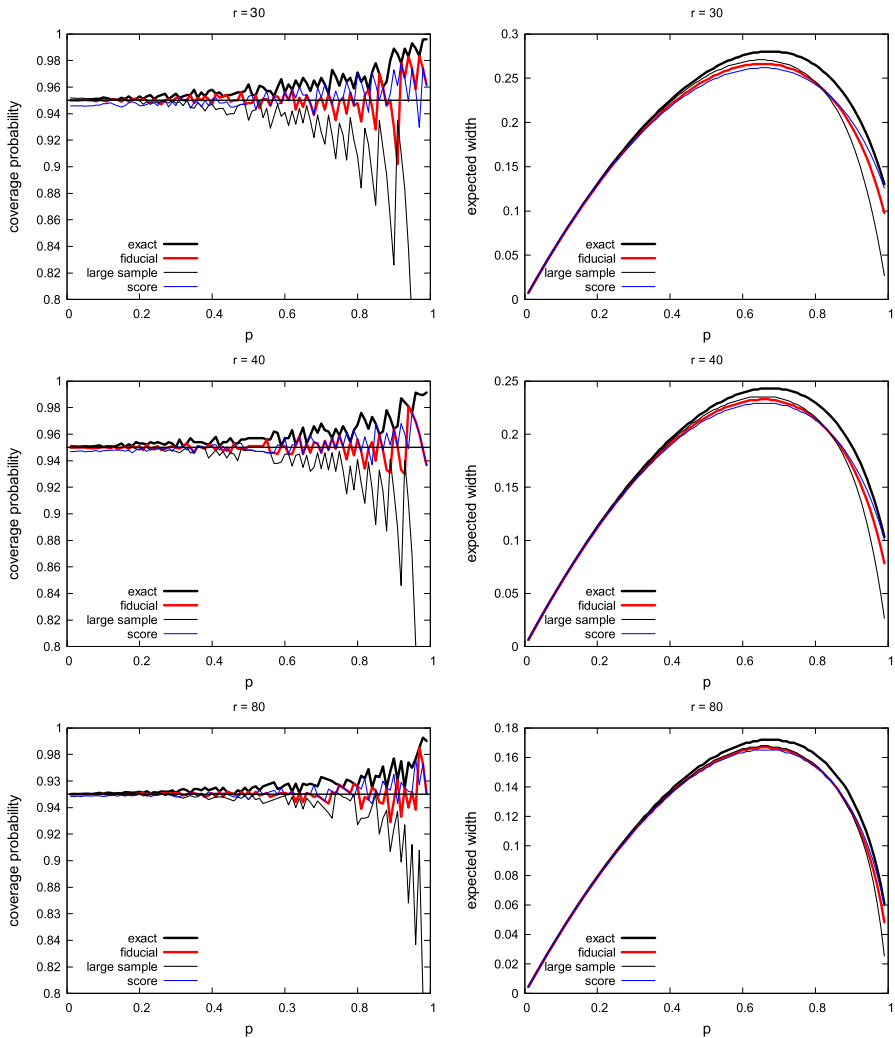 r = 30
coverage probability
1
0.98
0.96
0.94
0.92
0.9
0.88
0.86
0.84
0.82
0.8
exact
fiducial
large sample
score
0 0.2 0.4 0.6 0.8 1
p
r = 30
expected width
0.3
0.25
0.2
0.15
0.1
0.05
0
exact
fiducial
large sample
score
0 0.2 0.4 0.6 0.8 1
p
r = 40
coverage probability
1
0.98
0.96
0.94
0.92
0.9
0.88
0.86
0.84
0.82
0.8
exact
fiducial
large sample
score
0 0.2 0.4 0.6 0.8 1
p
r = 40
expected width
0.25
0.2
0.15
0.1
0.05
0
exact
fiducial
large sample
score
0 0.2 0.4 0.6 0.8 1
p
r = 80
coverage probability
1
0.98
0.93
0.94
0.92
0.9
0.88
0.83
0.84
0.82
0.8
exact
fiducial
large sample
score
0 0.2 0.4 0.3 0.8 1
p
r = 80
expected width
0.18
0.16
0.14
0.12
0.1
0.08
0.06
0.04
0.02
0
exact
fiducial
large sample
score
0 0.2 0.4 0.6 0.8 1
p